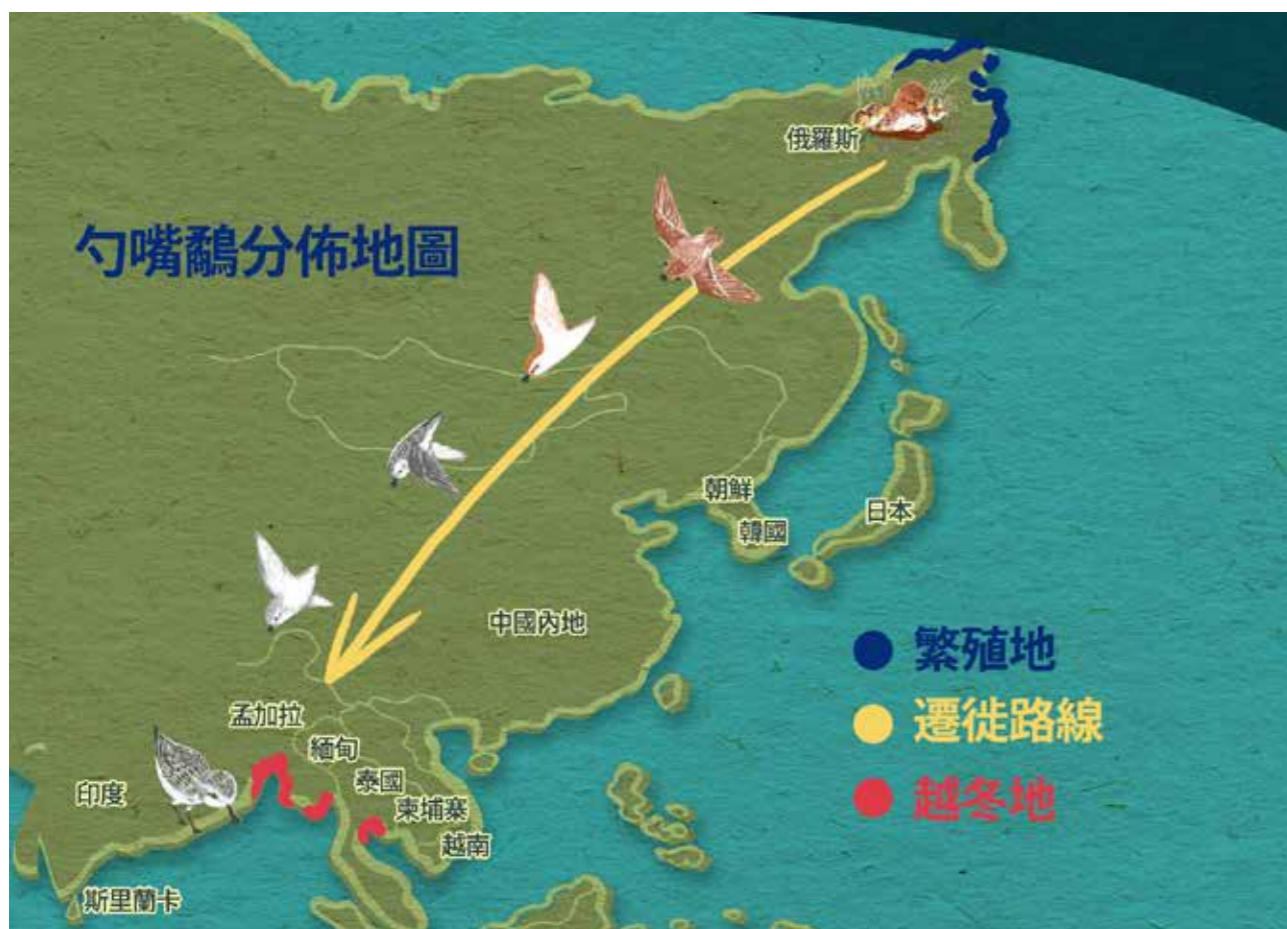 俄羅斯
勺嘴鷸分佈地圖
朝鮮
韓國
日本
中國內地
繁殖地
遷徙路線
越冬地
孟加拉
緬甸
泰國
柬埔寨
越南
印度
斯里蘭卡